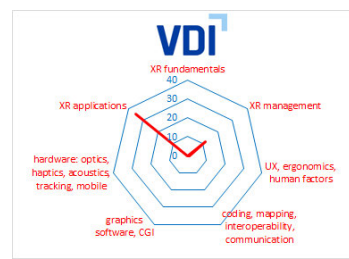 VDI
XR fundamentals
40
30
20
10
0
XR applications
XR management
hardware: optics,
haptics, acoustics,
tracking, mobile
UX, ergonomics,
human factors
graphics
software, CGI
coding, mapping,
interoperability,
communication